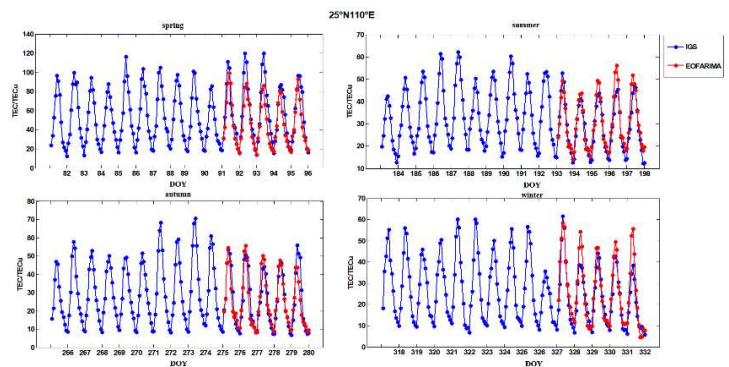 25°N110°E
spring
140
120
100
80
60
40
20
0
TEC/TECu
82 83 84 85 86 87 88 89 90 91 92 93 94 95 96
DOY
summer
70
60
50
40
30
20
10
TEC/TECu
184 185 186 187 188 189 190 191 192 193 194 195 196 197 198
DOY
IGS
EOFARIMA
autumn
80
70
60
50
40
30
20
10
0
TEC/TECu
266 267 268 269 270 271 272 273 274 275 276 277 278 279 280
DOY
winter
70
60
50
40
30
20
10
0
TEC/TECu
318 319 320 321 322 323 324 325 326 327 328 329 330 331 332
DOY